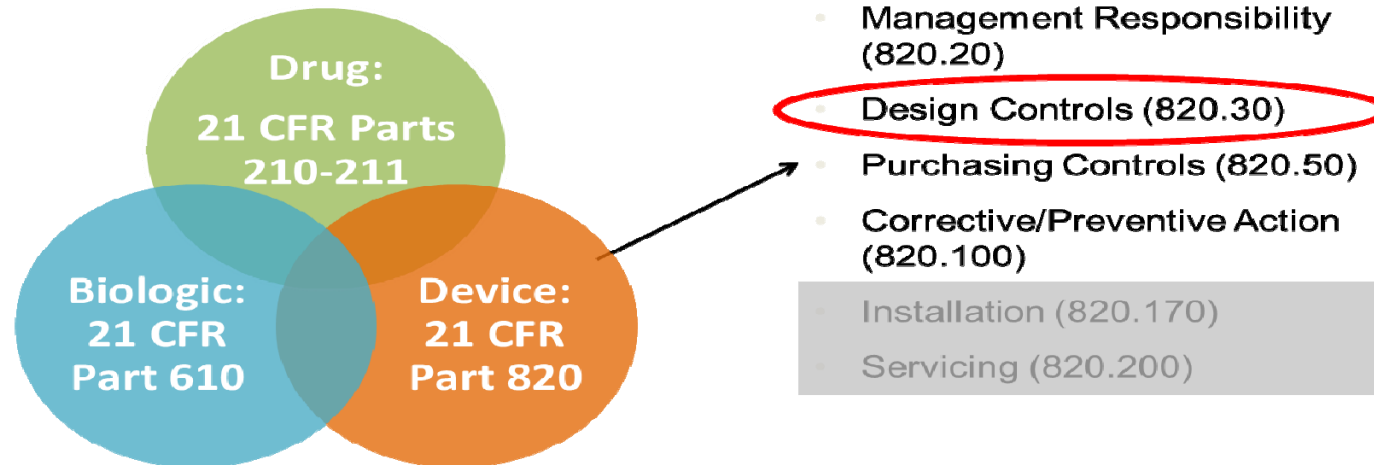 Drug:
21 CFR Parts
210-211
Biologic:
21 CFR
Part 610
Device:
21 CFR
Part 820
Management Responsibility
(820.20)
Design Controls (820.30)
Purchasing Controls (820.50)
Corrective/Preventive Action
(820.100)
Installation (820.170)
Servicing (820.200)